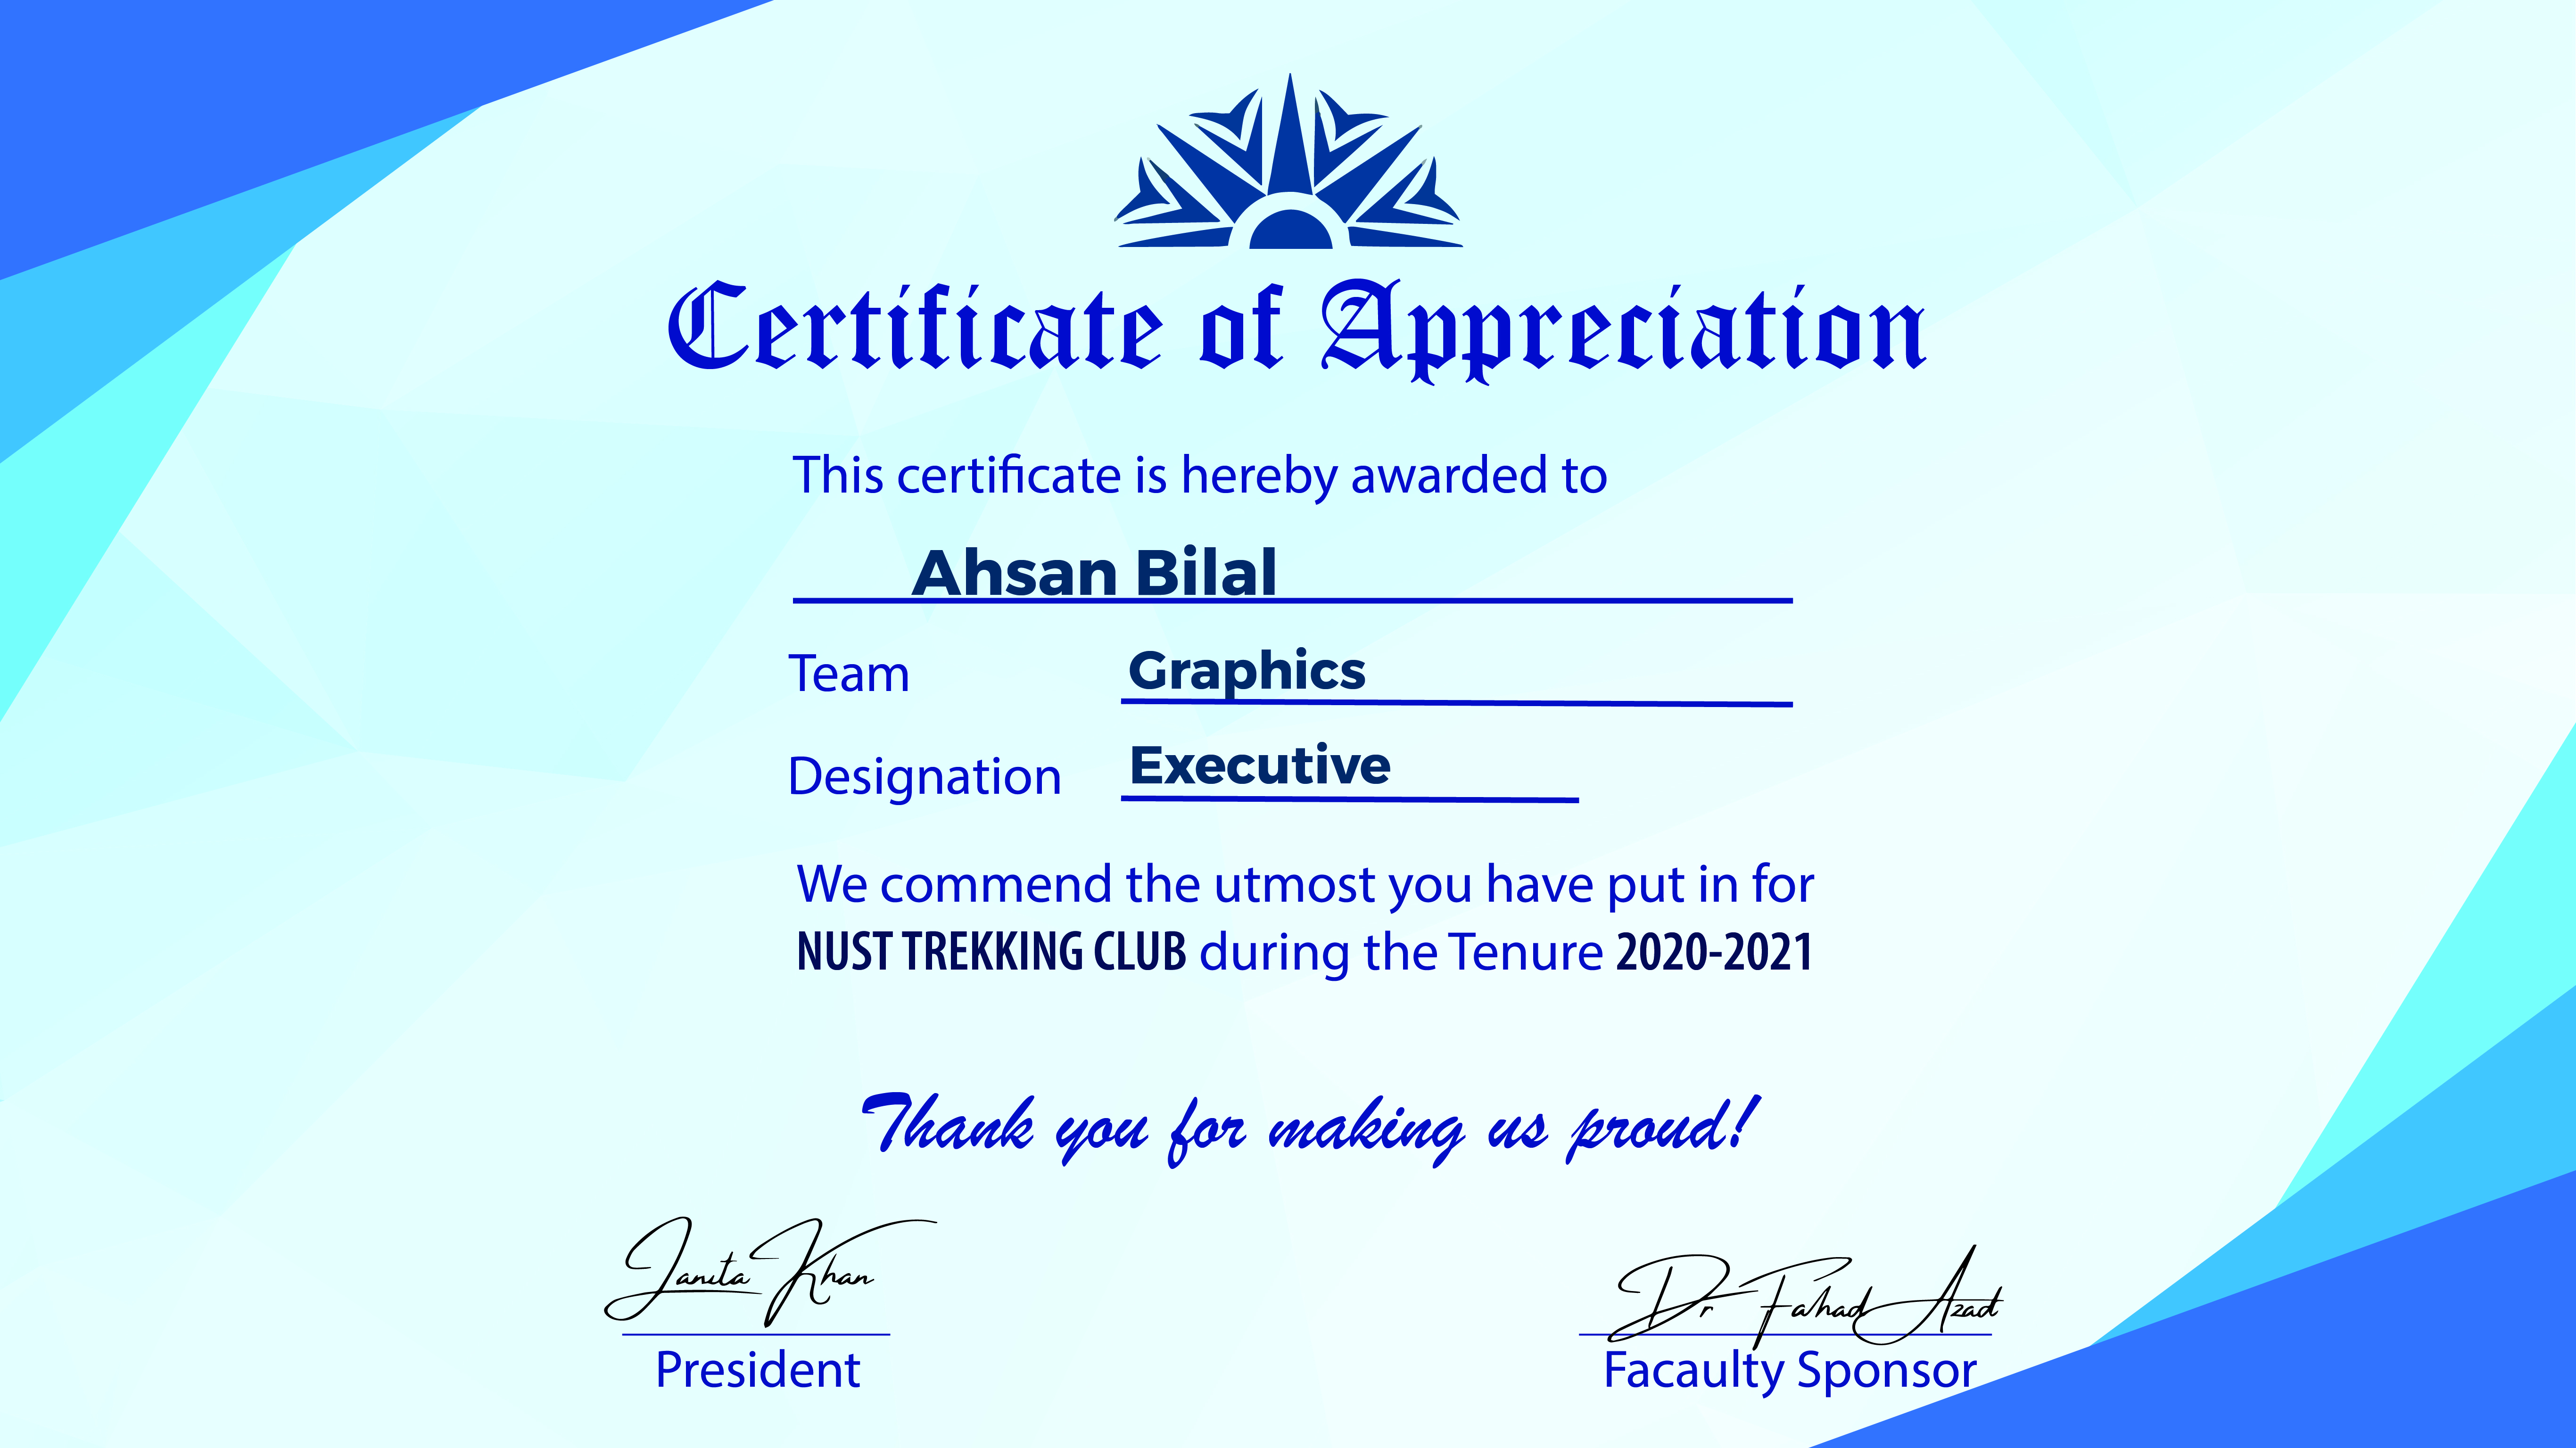 Certificate of Appreciation
This certificate is hereby awarded to
Ahsan Bilal
Team Graphics
Designation Executive
We commend the utmost you have put in for
NUST TREKKING CLUB during the Tenure 2020-2021
Thank you for making us proud!
Janita Khan
President
Dr Fahad Azad
Facaulty Sponsor